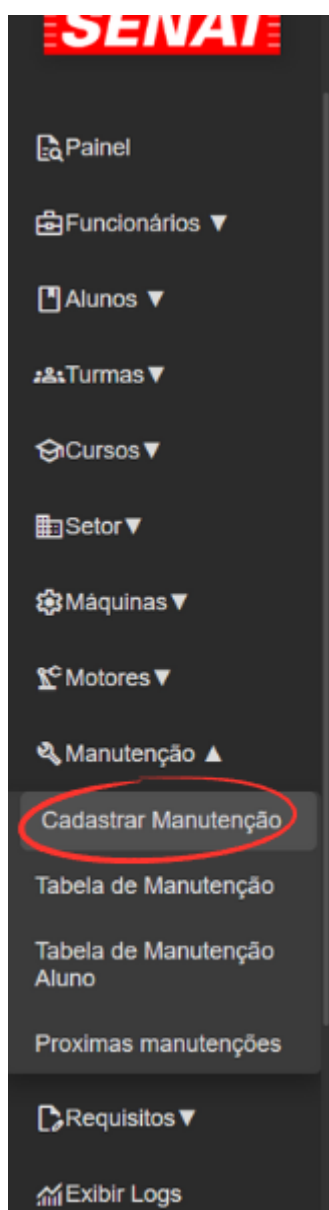 SENAI
Painel
Funcionários ▼
Alunos ▼
Turmas▼
Cursos▼
Setor▼
Máquinas▼
Motores▼
Manutenção ▲
Cadastrar Manutenção
Tabela de Manutenção
Tabela de Manutenção
Aluno
Proximas manutenções
Requisitos▼
Exibir Logs